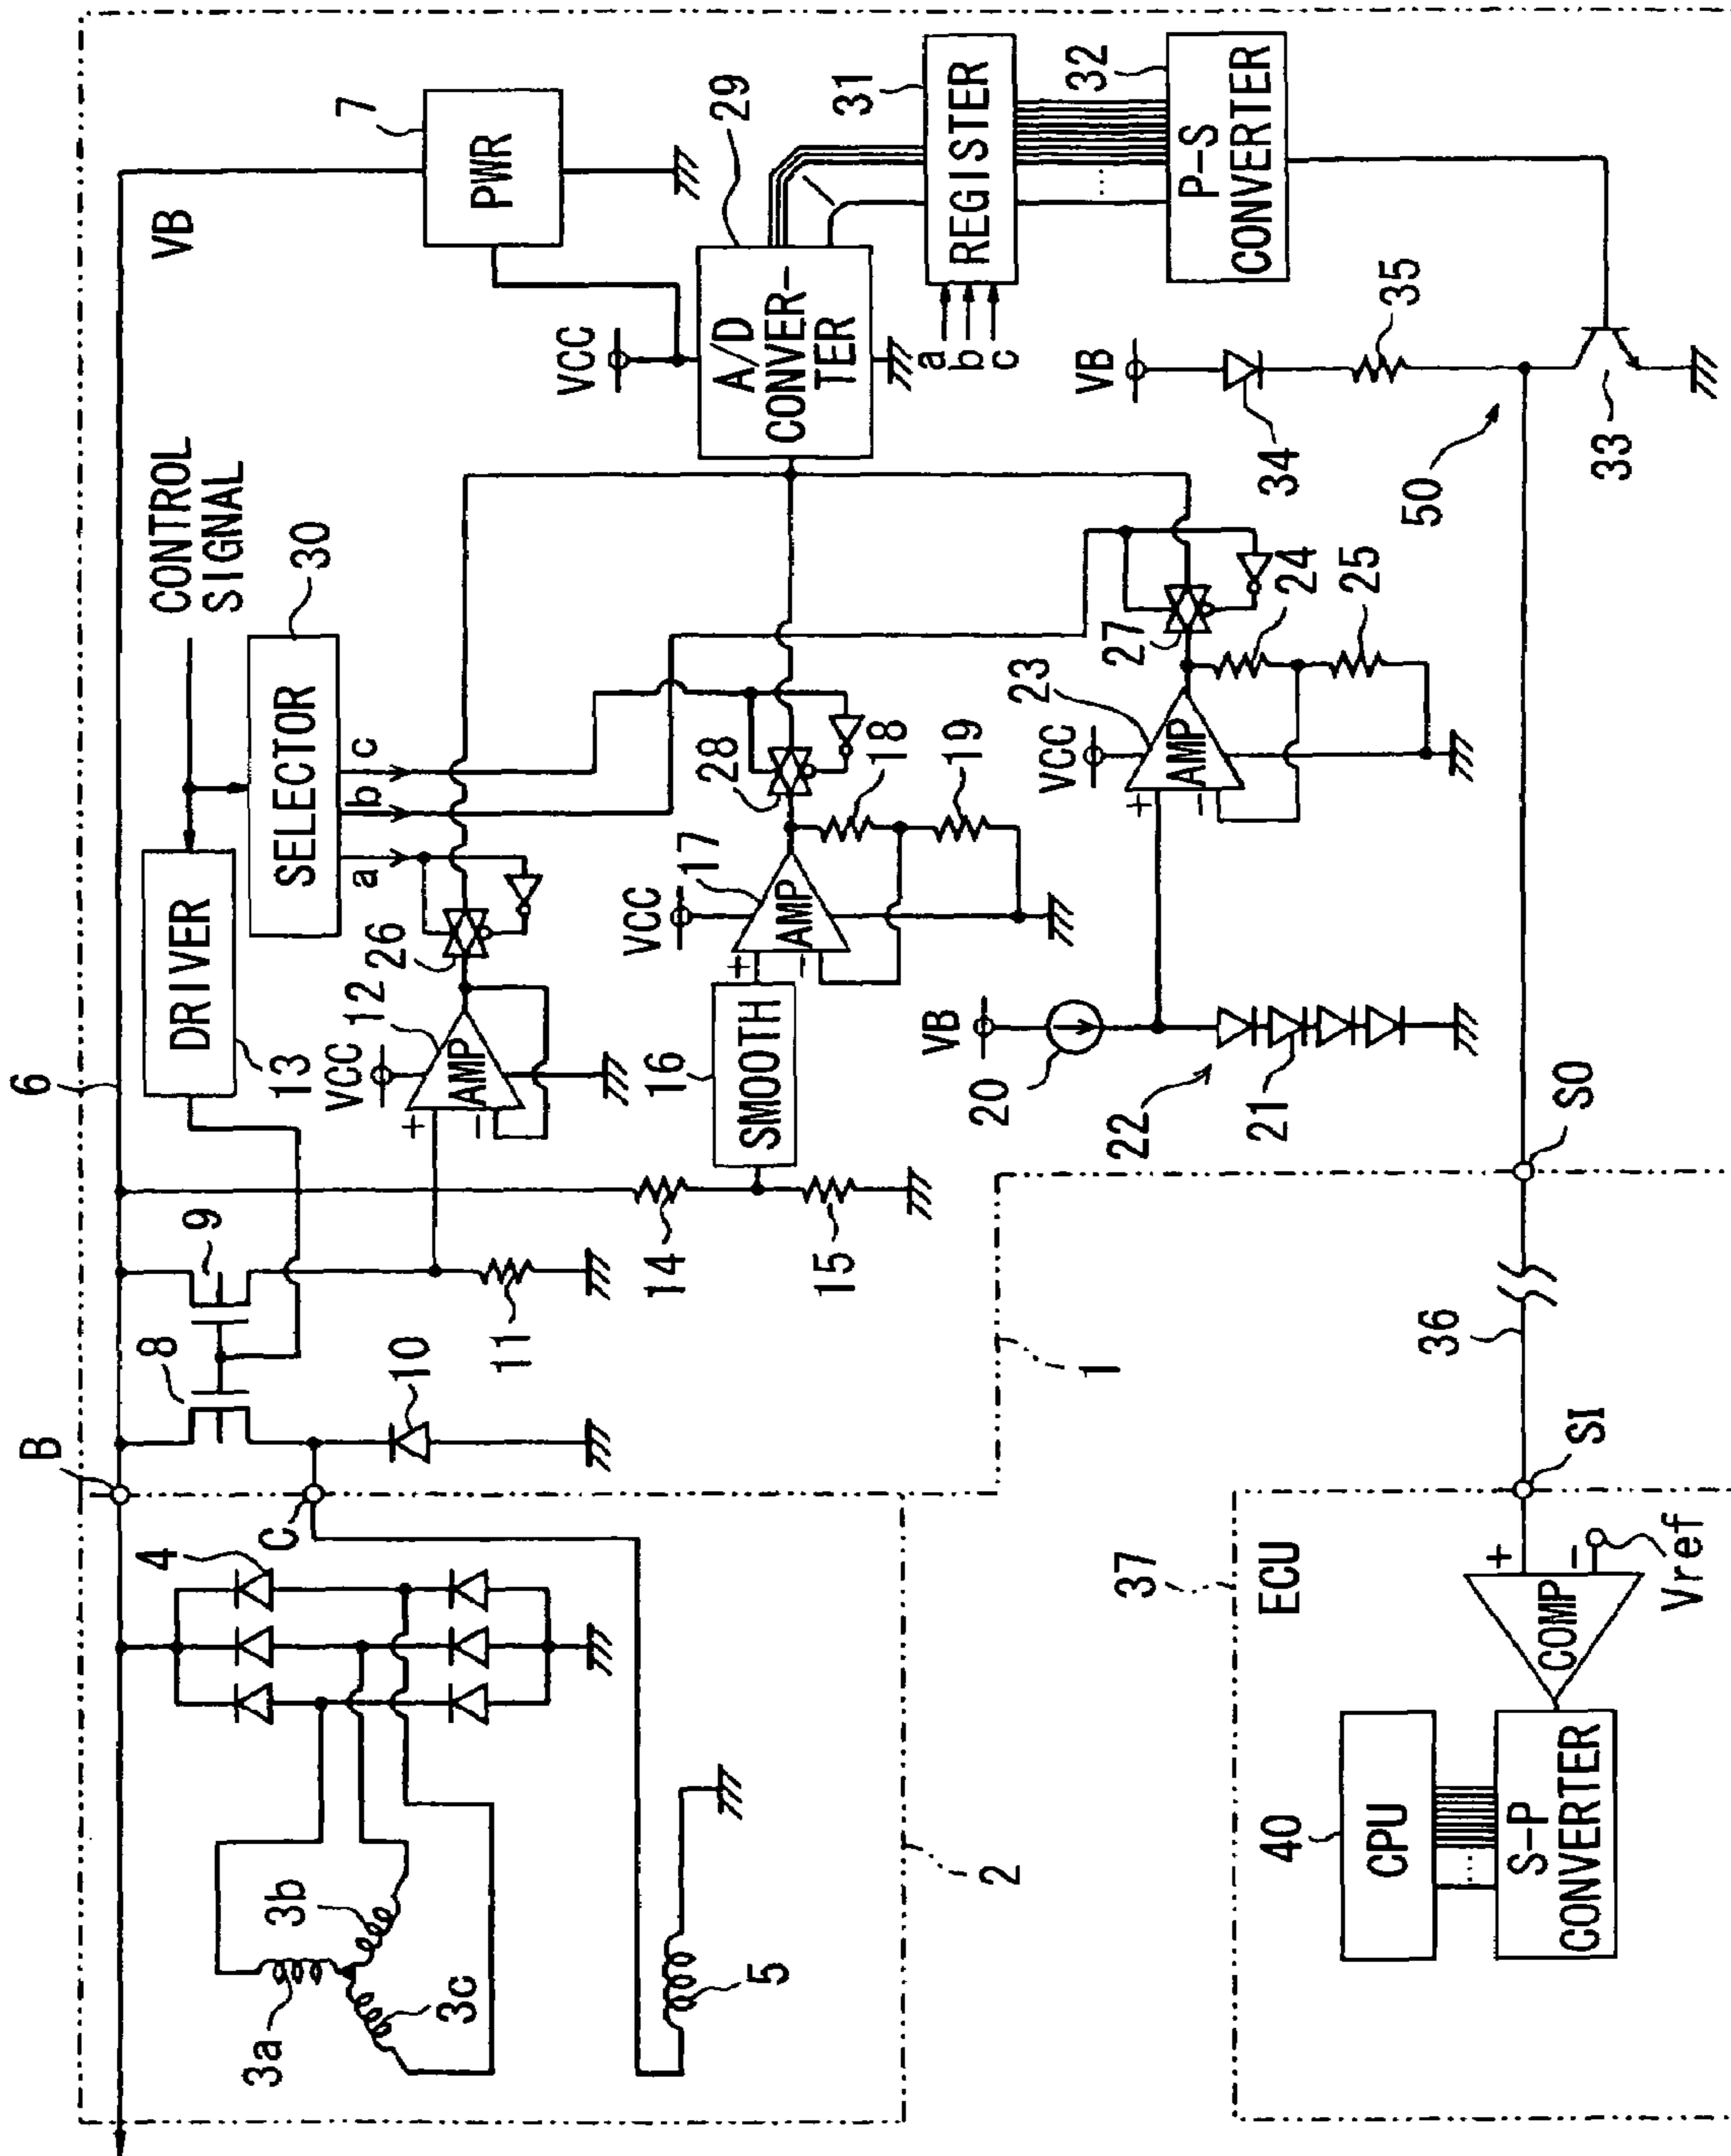 6
B
VB
CONTROL
SIGNAL
30
SELECTOR
a
b
c
DRIVER
13
7
PWR
8
9
10
11
VCC
12
AMP
+
-
26
VCC
29
A/D
CONVER-
TER
31
REGISTER
a
b
c
32
P-S
CONVERTER
14
15
16
SMOOTH
VCC
17
AMP
+
-
28
18
19
VB
20
21
22
VCC
23
AMP
+
-
27
24
25
VB
34
35
50
33
SO
36
SI
1
C
4
3a
3b
3c
5
2
37
ECU
COMP
+
-
Vref
S-P
CONVERTER
40
CPU